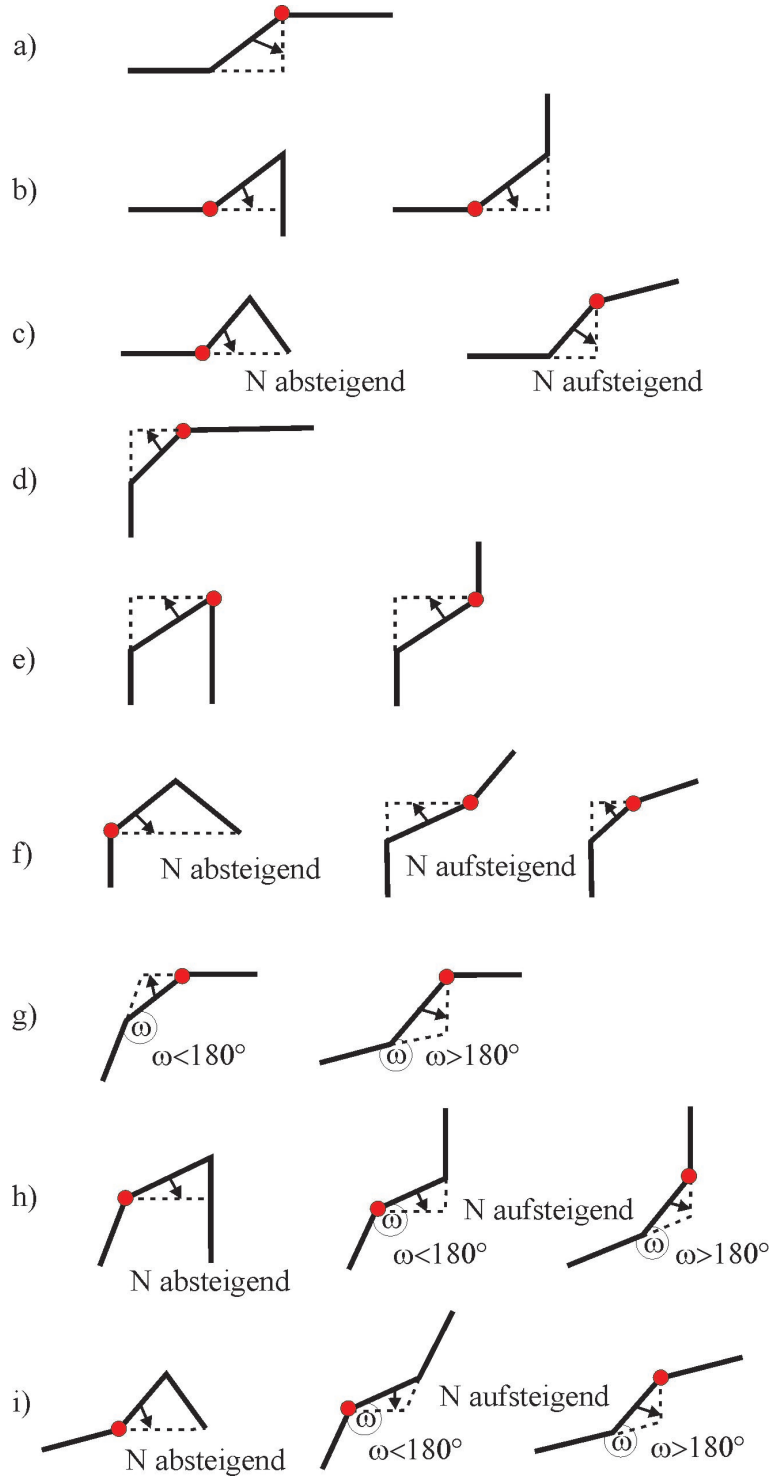 a)
b)
c)
N absteigend N aufsteigend
d)
e)
f)
N absteigend N aufsteigend
g)
ω ω<180° ω ω>180°
h)
N absteigend ω ω<180° N aufsteigend ω ω>180°
i)
N absteigend ω ω<180° N aufsteigend ω ω>180°